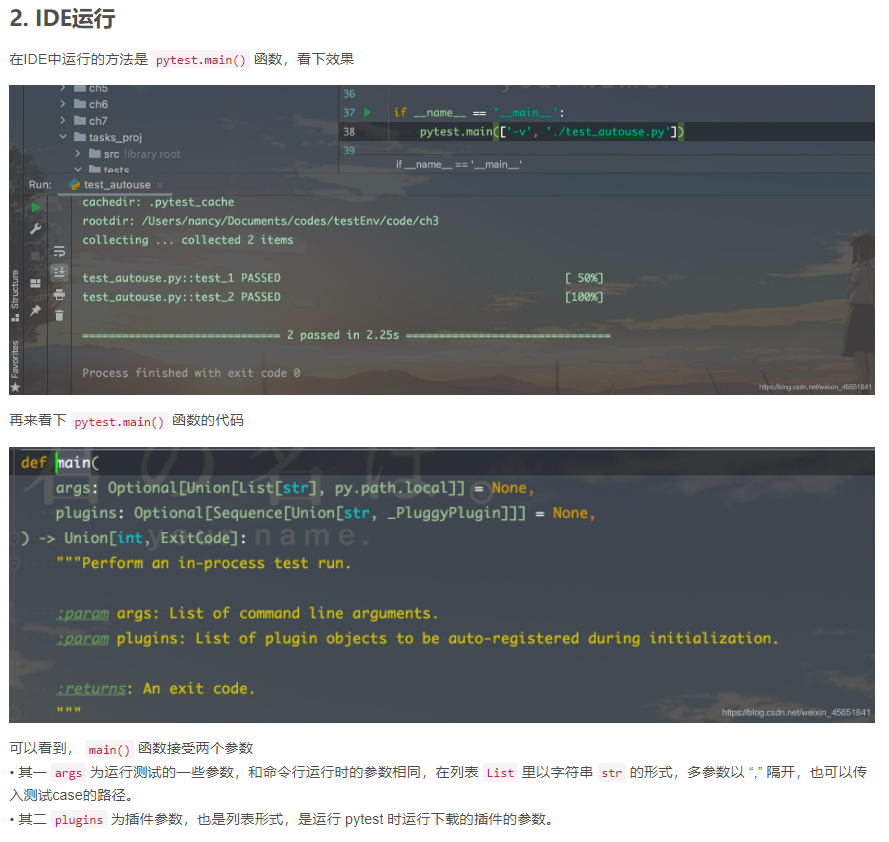 2. IDE运行
在IDE中运行的方法是 pytest.main() 函数，看下效果
ch5
36
ch6
37 if __name__ == '__main__':
ch7
38 pytest.main(['-v', './test_autouse.py'])
tasks_proj
39
src library root
if __name__ == '__main__'
tests
Run: test_autouse
cachedir: .pytest_cache
rootdir: /Users/nancy/Documents/codes/testEnv/code/ch3
collecting ... collected 2 items
test_autouse.py::test_1 PASSED [ 50%]
test_autouse.py::test_2 PASSED [100%]
============================== 2 passed in 2.25s ===============================
Process finished with exit code 0
Structure
Favorites
https://blog.csdn.net/weixin_45651841
再来看下 pytest.main() 函数的代码
君の名は。
your name.
def main(
args: Optional[Union[List[str], py.path.local]] = None,
plugins: Optional[Sequence[Union[str, _PluggyPlugin]]] = None,
) -> Union[int, ExitCode]:
"""Perform an in-process test run.
:param args: List of command line arguments.
:param plugins: List of plugin objects to be auto-registered during initialization.
:returns: An exit code.
"""
https://blog.csdn.net/weixin_45651841
可以看到， main() 函数接受两个参数
• 其一 args 为运行测试的一些参数，和命令行运行时的参数相同，在列表 List 里以字符串 str 的形式，多参数以 “,” 隔开，也可以传
入测试case的路径。
• 其二 plugins 为插件参数，也是列表形式，是运行 pytest 时运行下载的插件的参数。